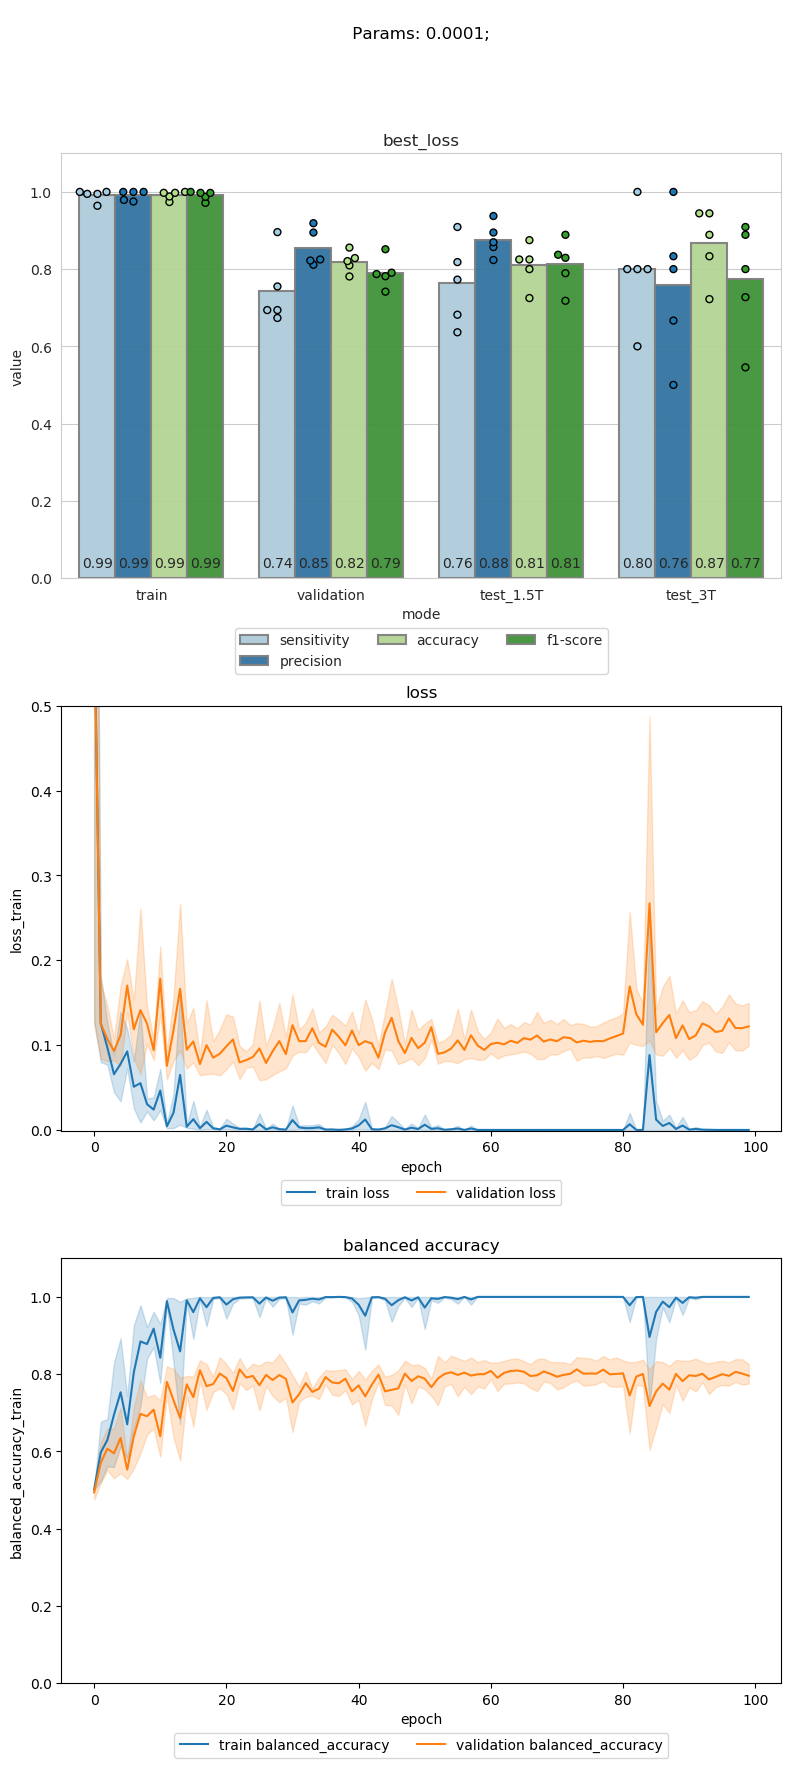 Params: 0.0001;
best_loss
value
1.0
0.8
0.6
0.4
0.2
0.0
0.99 0.99 0.99 0.99 0.74 0.85 0.82 0.79 0.76 0.88 0.81 0.81 0.80 0.76 0.87 0.77
train validation test_1.5T test_3T
mode
sensitivity accuracy f1-score
precision
loss
loss_train
0.5
0.4
0.3
0.2
0.1
0.0
0 20 40 60 80 100
epoch
train loss validation loss
balanced accuracy
balanced_accuracy_train
1.0
0.8
0.6
0.4
0.2
0.0
0 20 40 60 80 100
epoch
train balanced_accuracy validation balanced_accuracy